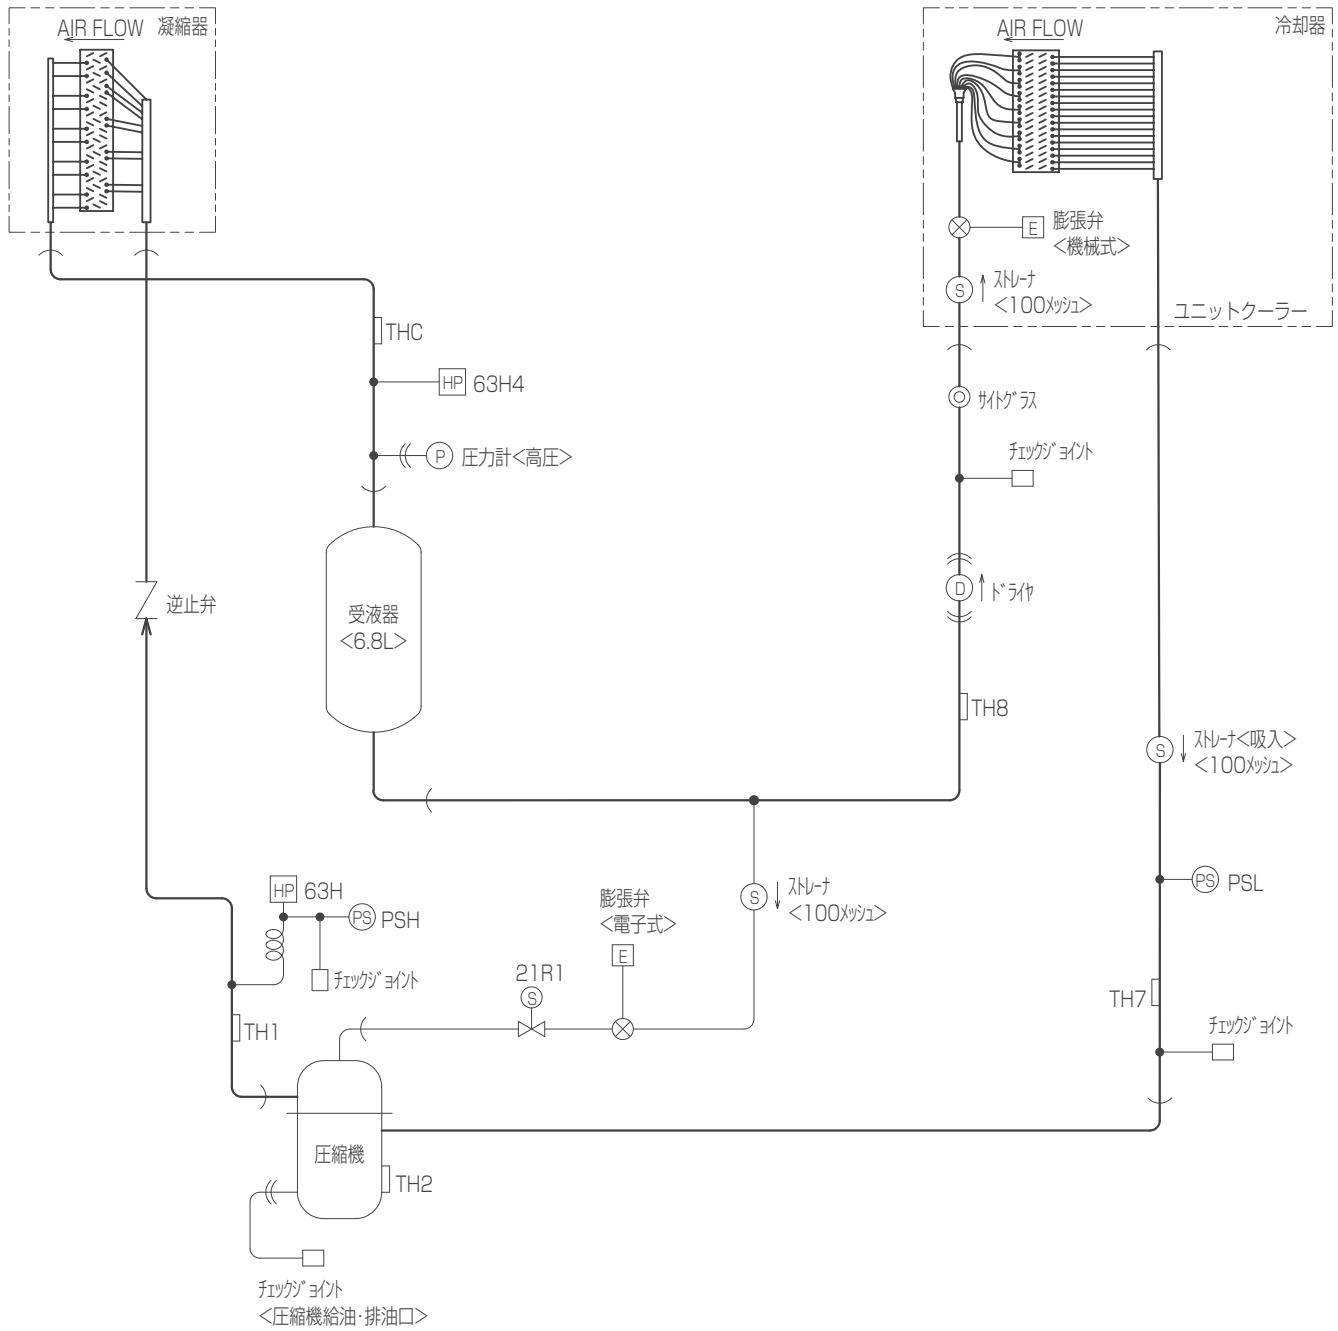 AIR FLOW 凝縮器
AIR FLOW 冷却器
E 膨張弁
<機械式>
S ストレーナ
<100メッシュ>
ユニットクーラー
THC
HP 63H4
サイトグラス
P 圧力計<高圧>
チェックジョイント
D ドライヤ
逆止弁
受液器
<6.8L>
TH8
S ストレーナ<吸入>
<100メッシュ>
HP 63H
PS PSH
チェックジョイント
膨張弁
<電子式>
E
S ストレーナ
<100メッシュ>
PS PSL
21R1
S
TH7
TH1
チェックジョイント
圧縮機
TH2
チェックジョイント
<圧縮機給油・排油口>